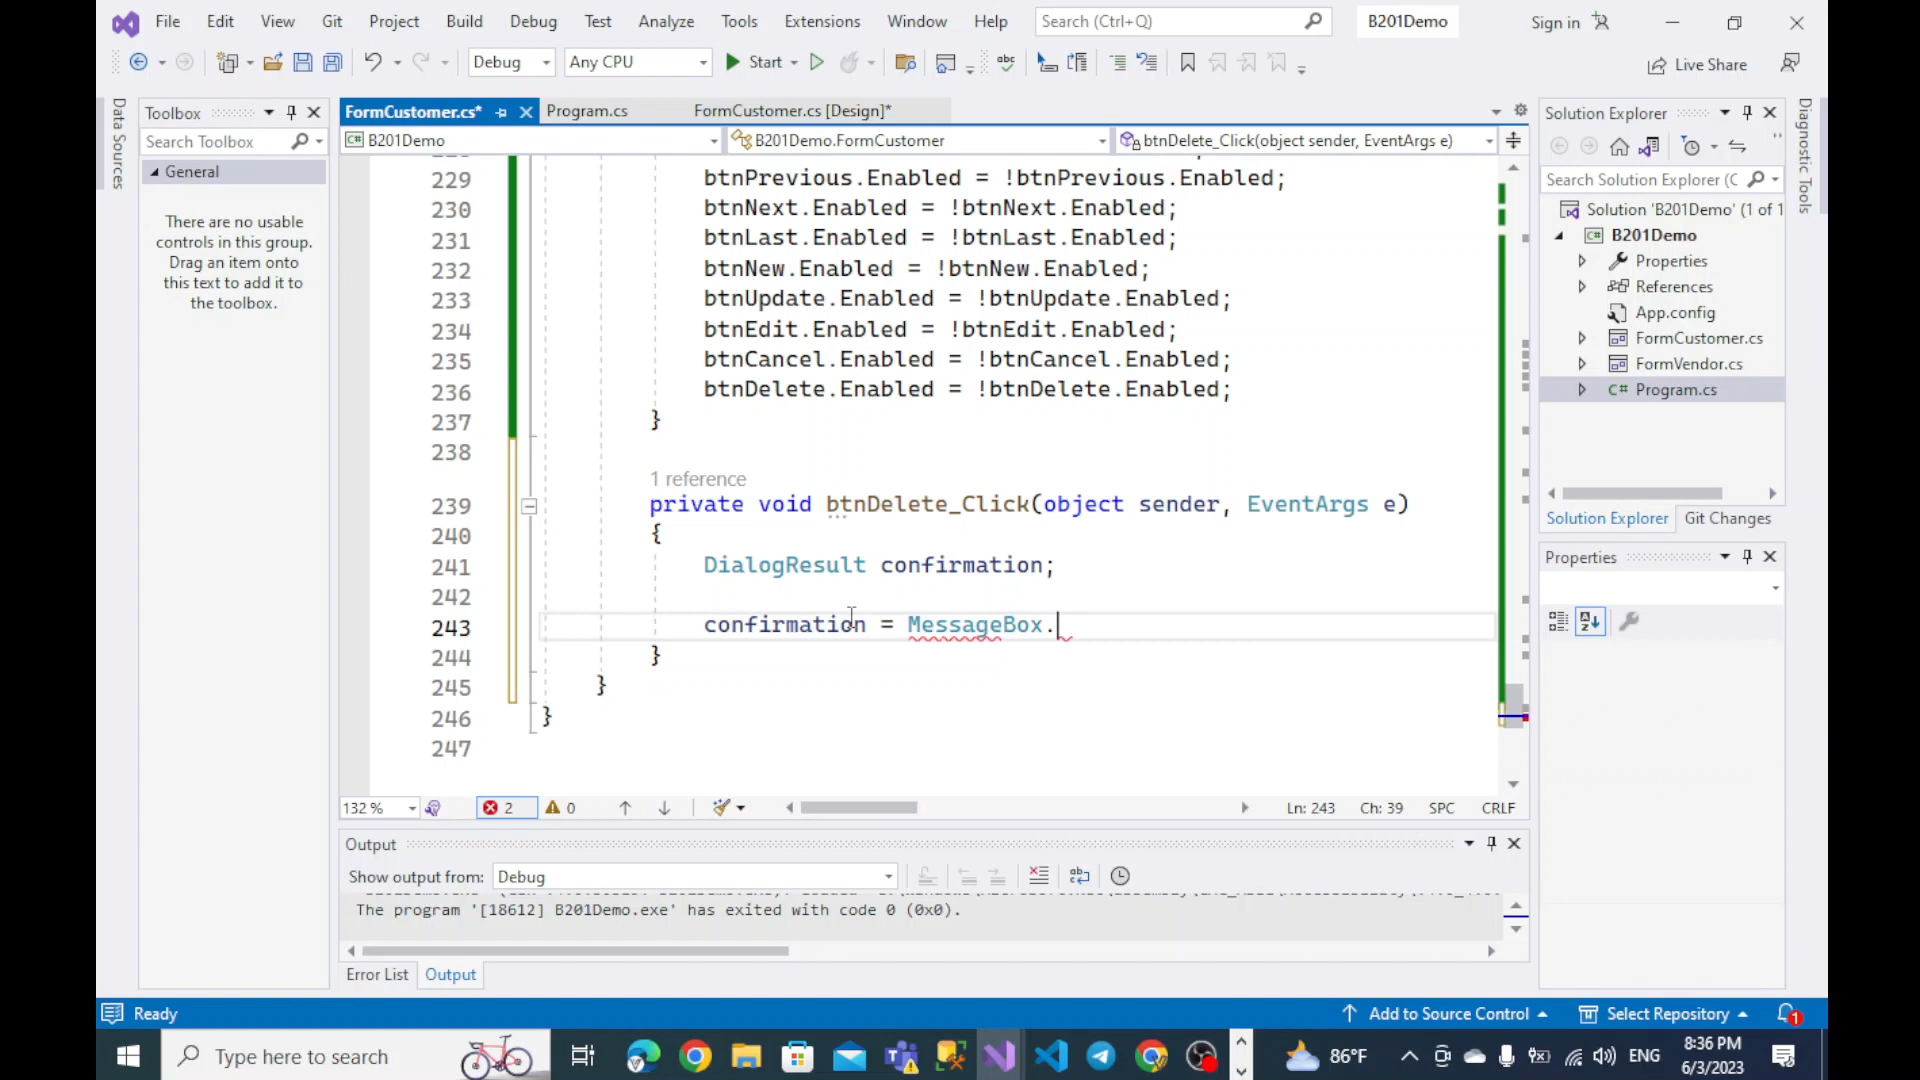 File Edit View Git Project Build Debug Test Analyze Tools Extensions Window Help Search (Ctrl+Q) B201Demo Sign in
Debug Any CPU Start Live Share
Data Sources
Toolbox
Search Toolbox
General
There are no usable
controls in this group.
Drag an item onto
this text to add it to
the toolbox.
FormCustomer.cs* Program.cs FormCustomer.cs [Design]*
B201Demo B201Demo.FormCustomer btnDelete_Click(object sender, EventArgs e)
229 btnPrevious.Enabled = !btnPrevious.Enabled;
230 btnNext.Enabled = !btnNext.Enabled;
231 btnLast.Enabled = !btnLast.Enabled;
232 btnNew.Enabled = !btnNew.Enabled;
233 btnUpdate.Enabled = !btnUpdate.Enabled;
234 btnEdit.Enabled = !btnEdit.Enabled;
235 btnCancel.Enabled = !btnCancel.Enabled;
236 btnDelete.Enabled = !btnDelete.Enabled;
237 }
238
1 reference
239 private void btnDelete_Click(object sender, EventArgs e)
240 {
241 DialogResult confirmation;
242
243 confirmation = MessageBox.
244 }
245 }
246 }
247
132 % 2 0 Ln: 243 Ch: 39 SPC CRLF
Output
Show output from: Debug
The program '[18612] B201Demo.exe' has exited with code 0 (0x0).
Error List Output
Solution Explorer
Search Solution Explorer (C
Solution 'B201Demo' (1 of 1
B201Demo
Properties
References
App.config
FormCustomer.cs
FormVendor.cs
C# Program.cs
Solution Explorer Git Changes
Properties
Diagnostic Tools
Ready Add to Source Control Select Repository 1
Type here to search 86°F ENG 8:36 PM
6/3/2023